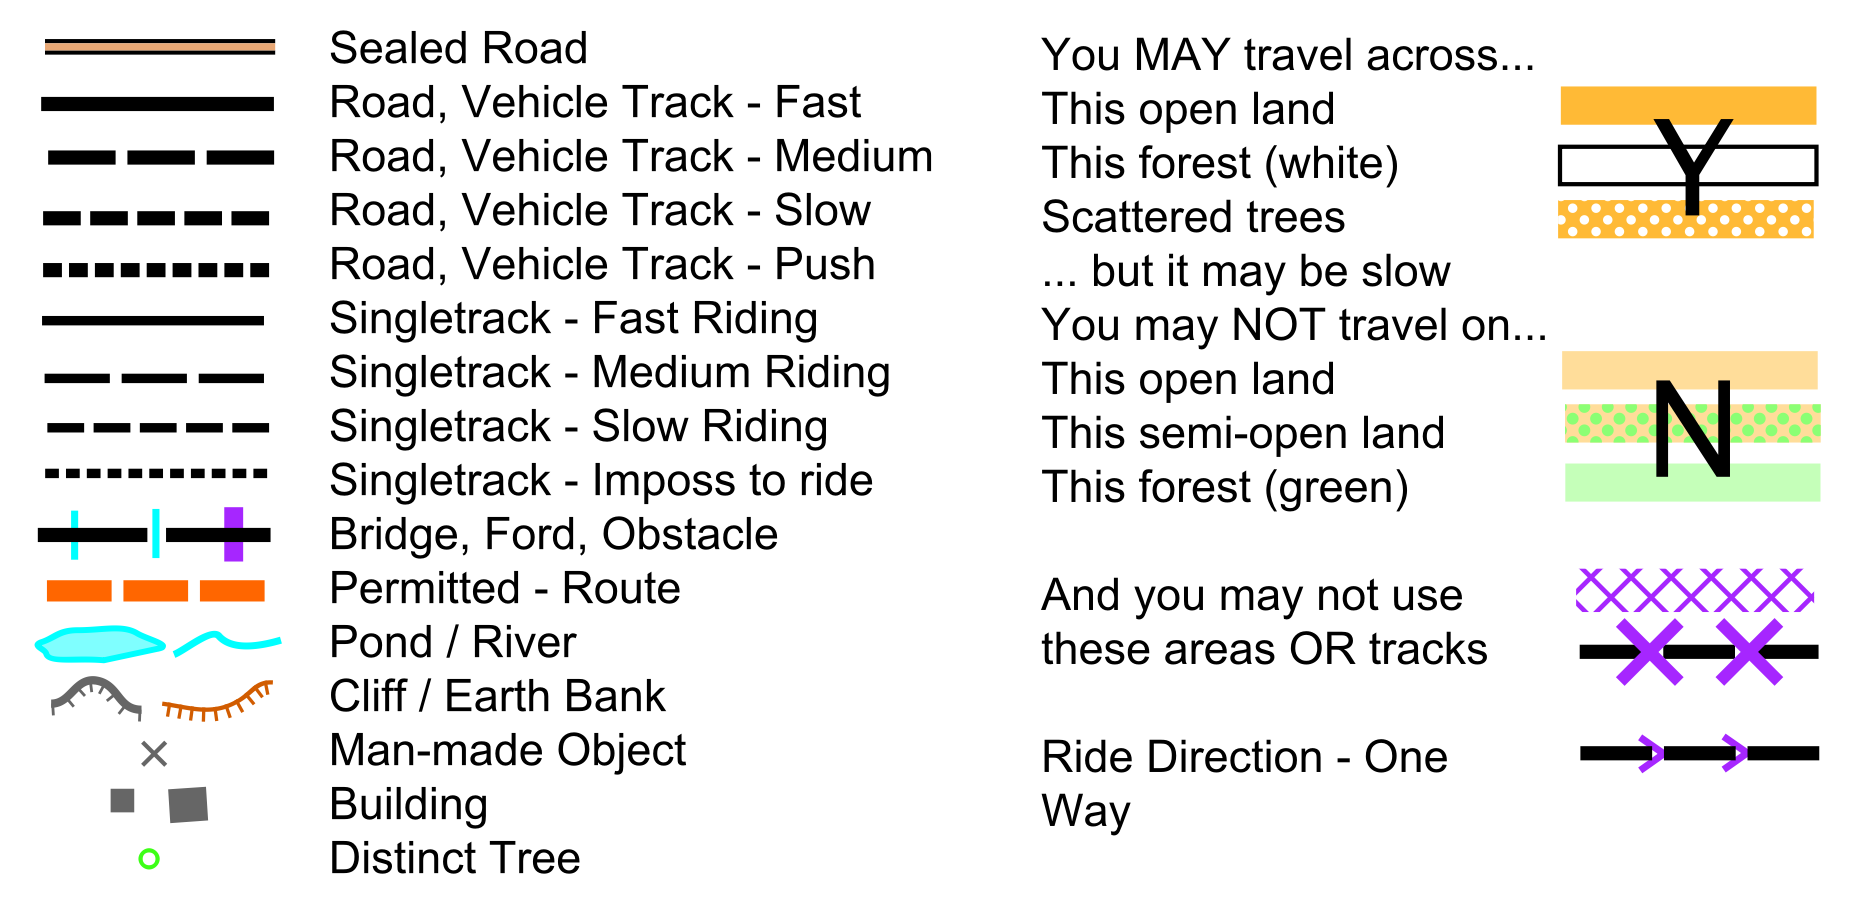 Sealed Road
Road, Vehicle Track - Fast
Road, Vehicle Track - Medium
Road, Vehicle Track - Slow
Road, Vehicle Track - Push
Singletrack - Fast Riding
Singletrack - Medium Riding
Singletrack - Slow Riding
Singletrack - Imposs to ride
Bridge, Ford, Obstacle
Permitted - Route
Pond / River
Cliff / Earth Bank
Man-made Object
Building
Distinct Tree
You MAY travel across...
This open land
This forest (white)
Scattered trees
... but it may be slow
Y
You may NOT travel on...
This open land
This semi-open land
This forest (green)
N
And you may not use
these areas OR tracks
Ride Direction - One
Way